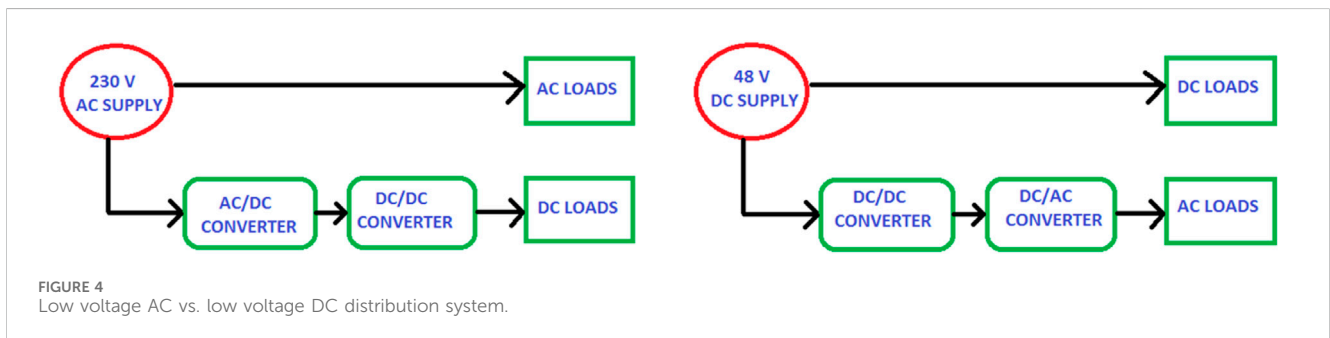 230 V
AC SUPPLY
AC LOADS
AC/DC
CONVERTER
DC/DC
CONVERTER
DC LOADS
48 V
DC SUPPLY
DC LOADS
DC/DC
CONVERTER
DC/AC
CONVERTER
AC LOADS
FIGURE 4
Low voltage AC vs. low voltage DC distribution system.